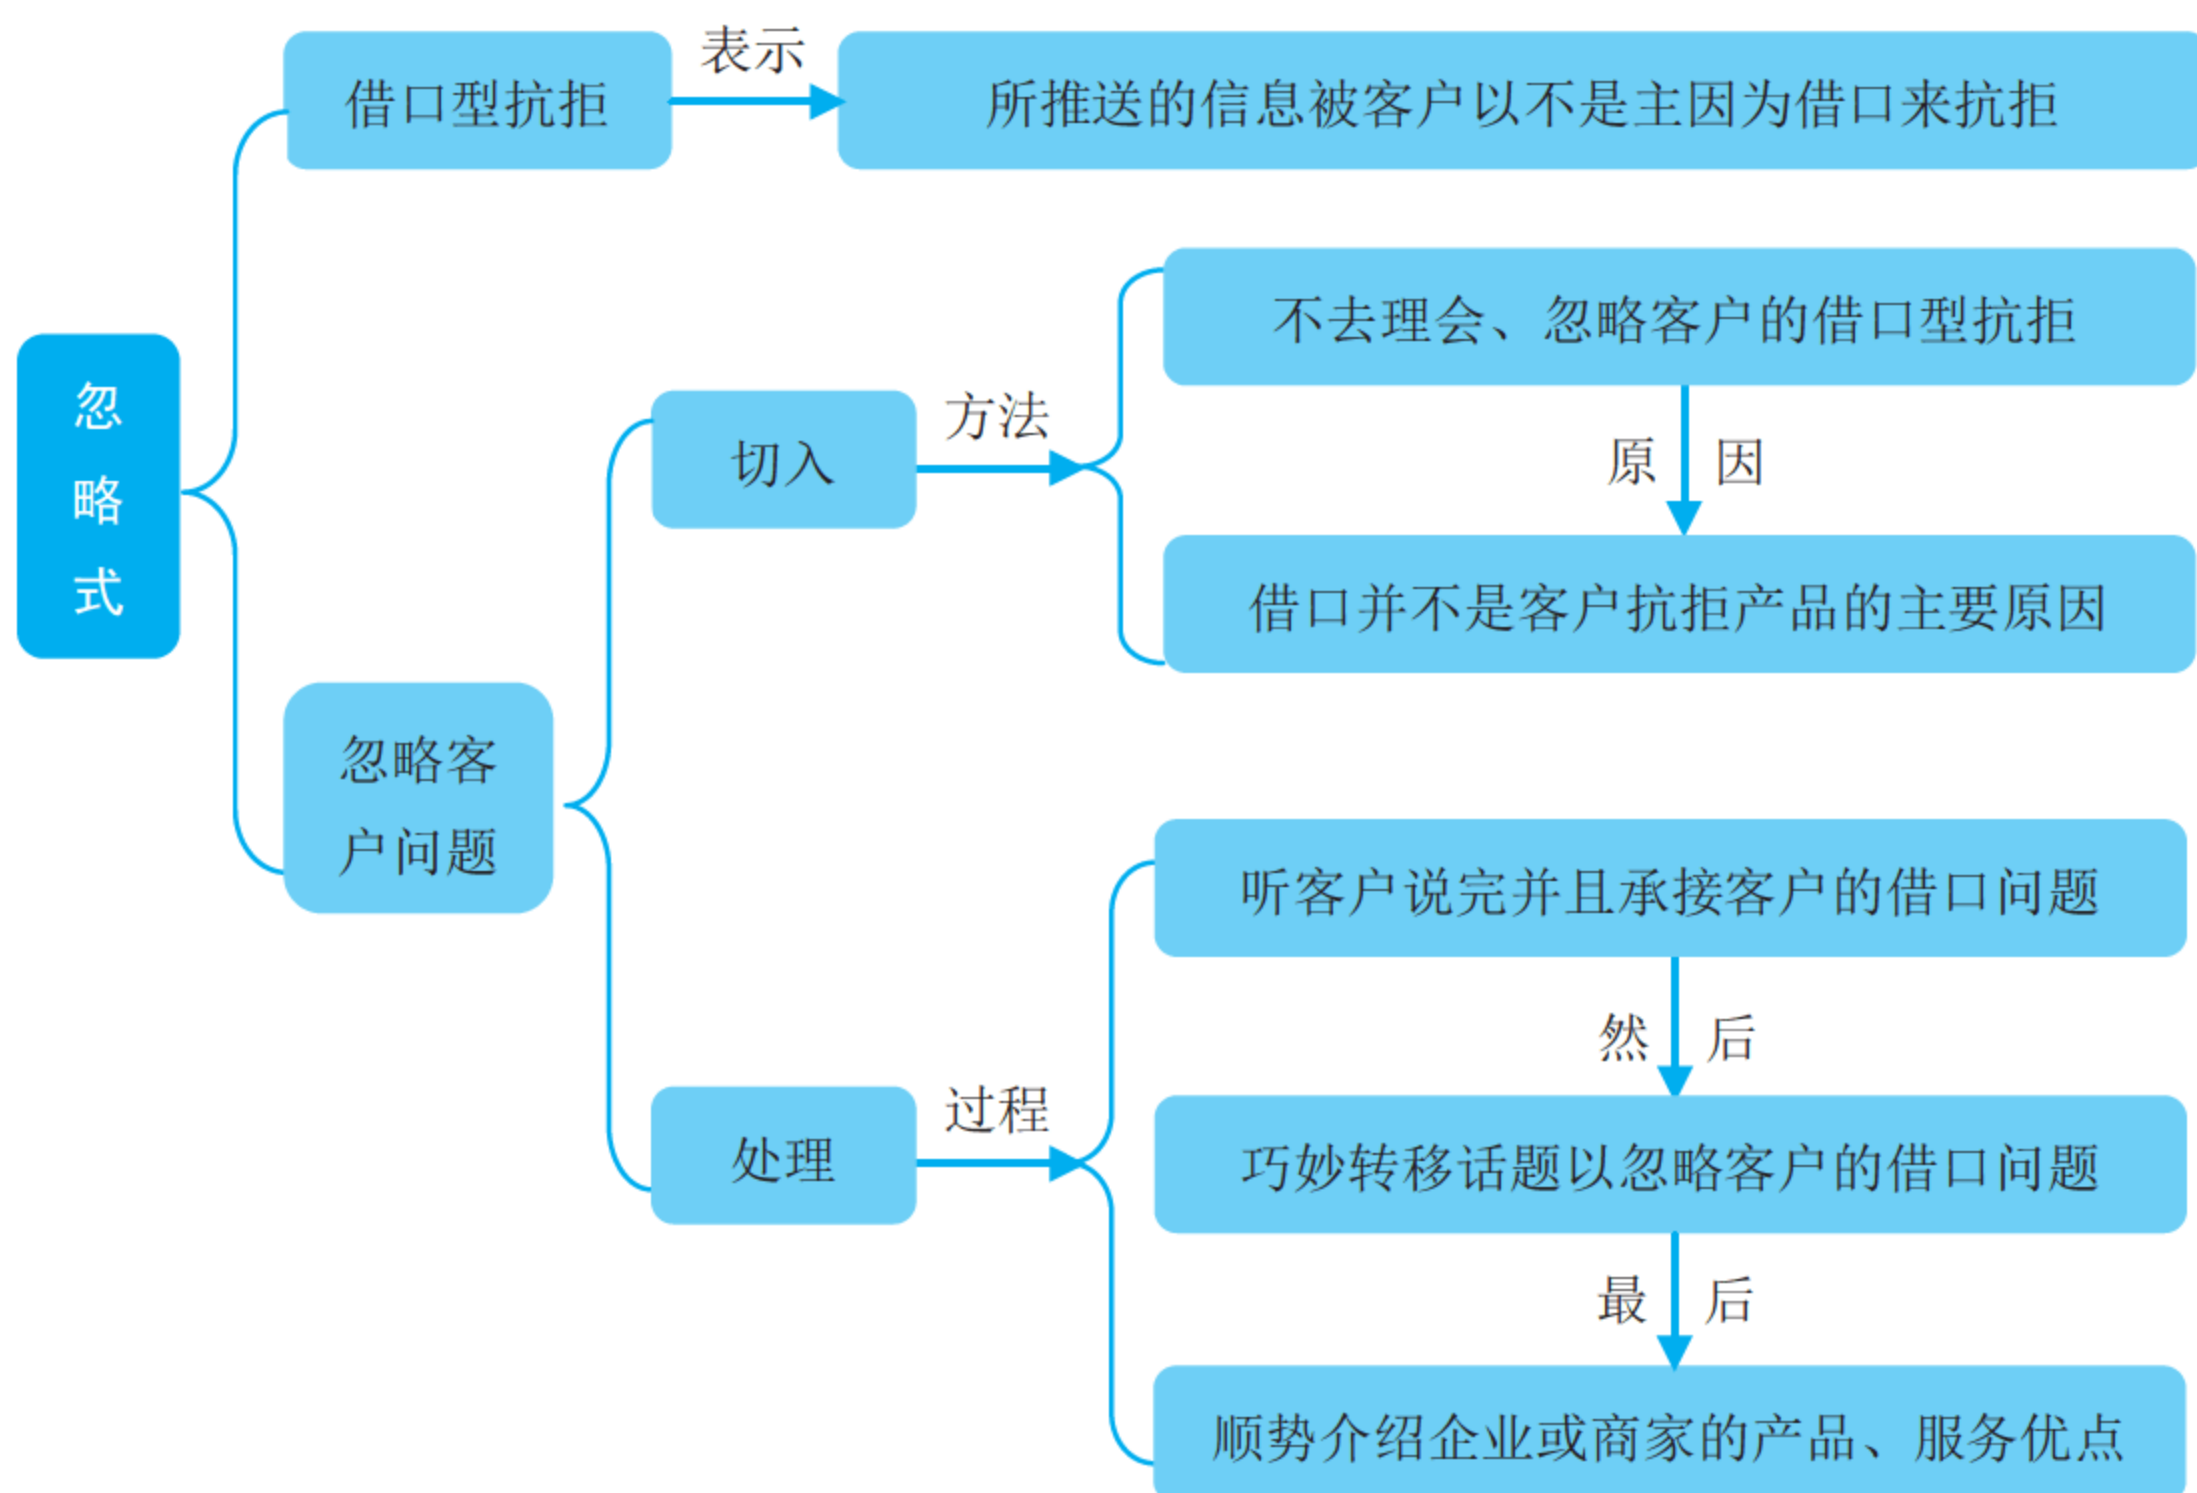 忽略式
借口型抗拒
表示
所推送的信息被客户以不是主因为借口来抗拒
忽略客
户问题
切入
方法
不去理会、忽略客户的借口型抗拒
原因
借口并不是客户抗拒产品的主要原因
处理
过程
听客户说完并且承接客户的借口问题
然后
巧妙转移话题以忽略客户的借口问题
最后
顺势介绍企业或商家的产品、服务优点